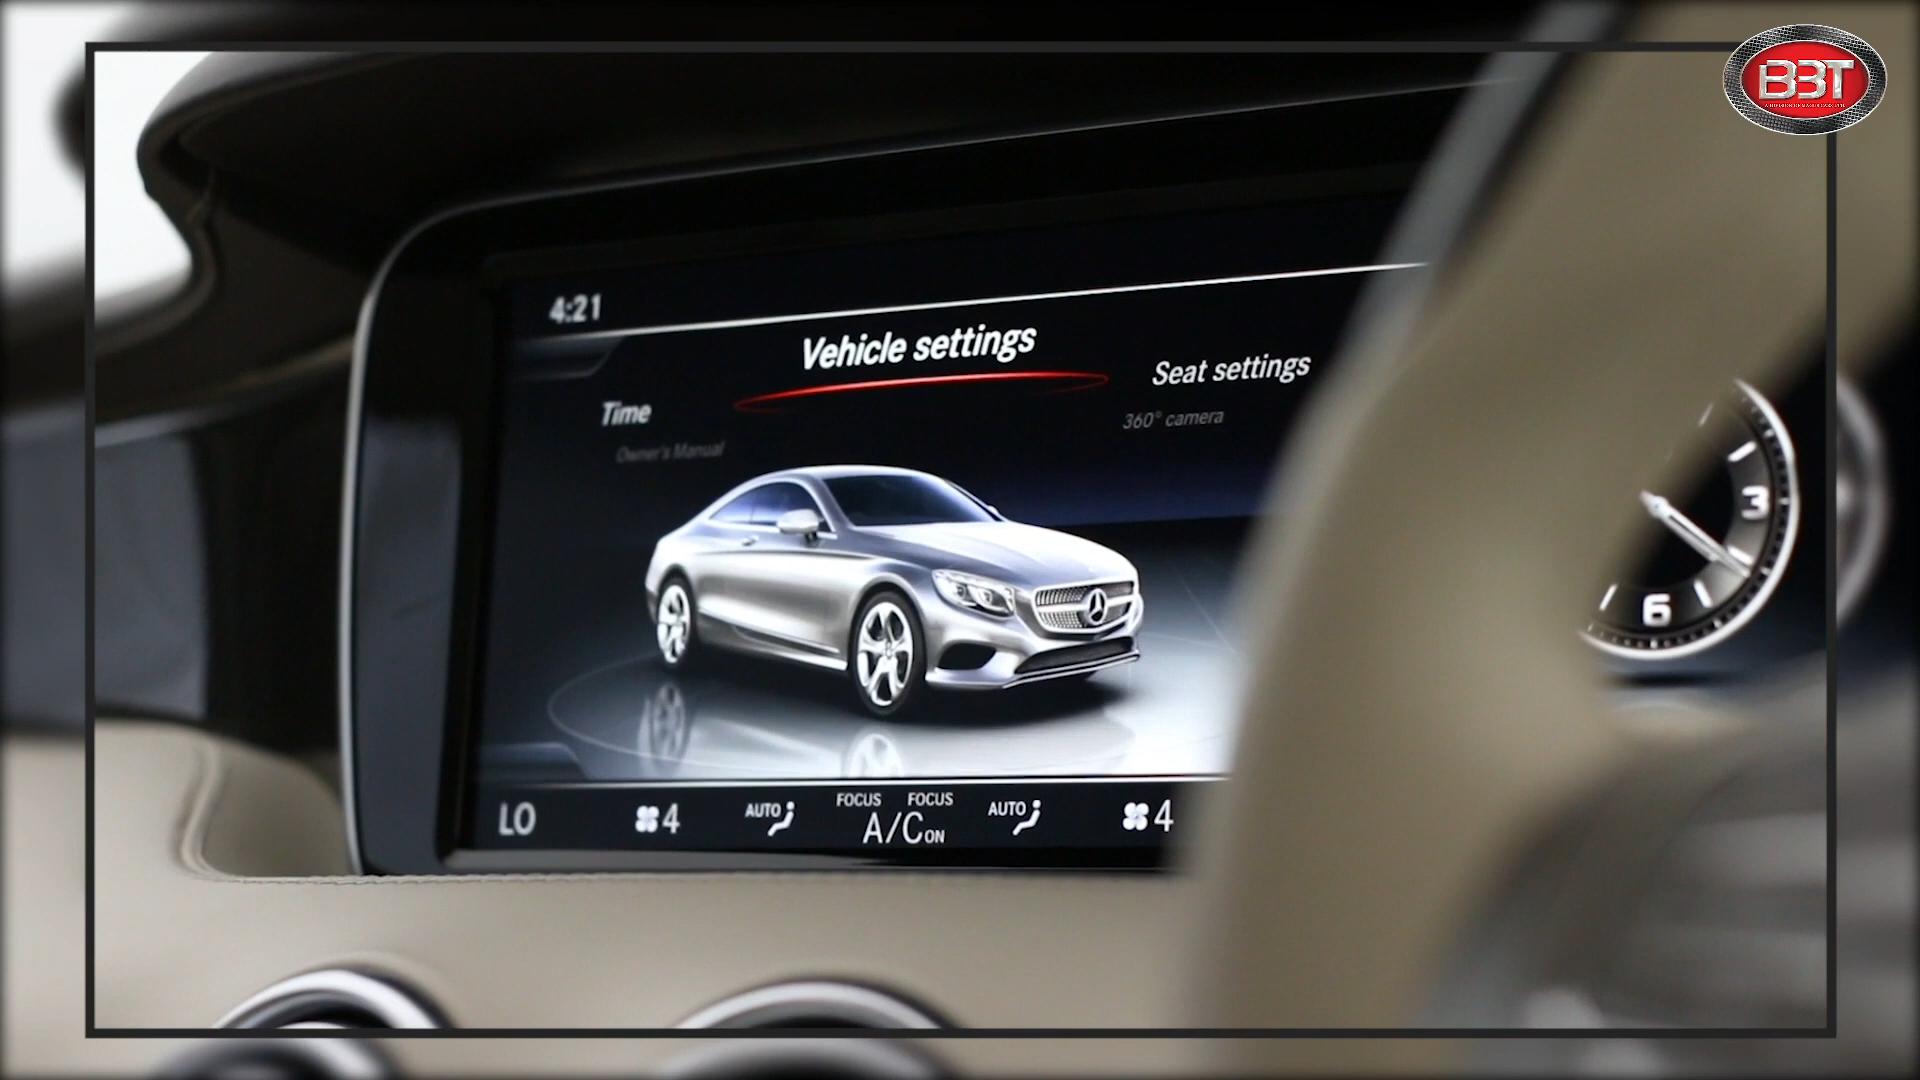 BBT
4:21
Vehicle settings
Seat settings
Time
360° camera
Owner's Manual
3
6
LO
4
AUTO
FOCUS FOCUS
A/C ON
AUTO
4